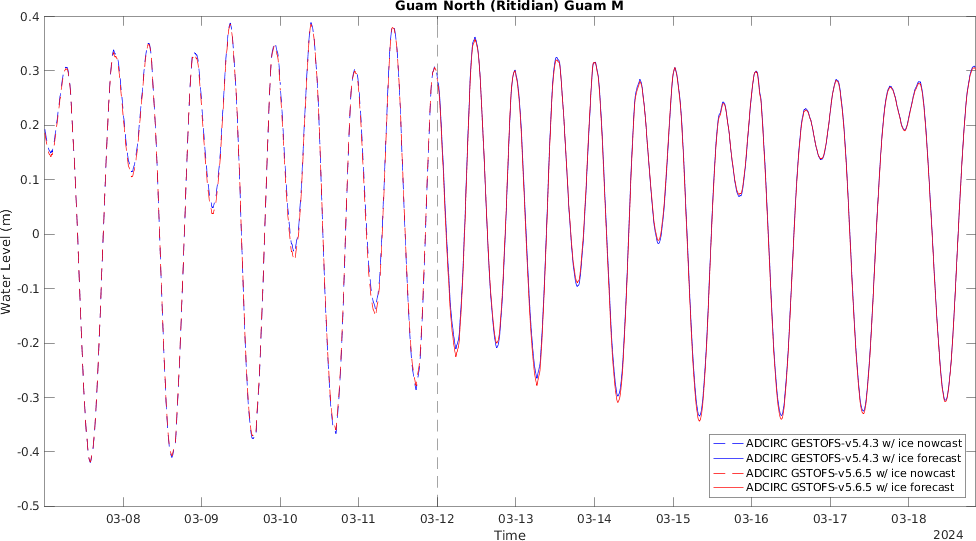 Guam North (Ritidian) Guam M
0.4
0.3
0.2
0.1
0
-0.1
-0.2
-0.3
-0.4
-0.5
Water Level (m)
ADCIRC GESTOFS-v5.4.3 w/ ice nowcast
ADCIRC GESTOFS-v5.4.3 w/ ice forecast
ADCIRC GSTOFS-v5.6.5 w/ ice nowcast
ADCIRC GSTOFS-v5.6.5 w/ ice forecast
03-08 03-09 03-10 03-11 03-12 03-13 03-14 03-15 03-16 03-17 03-18
Time
2024